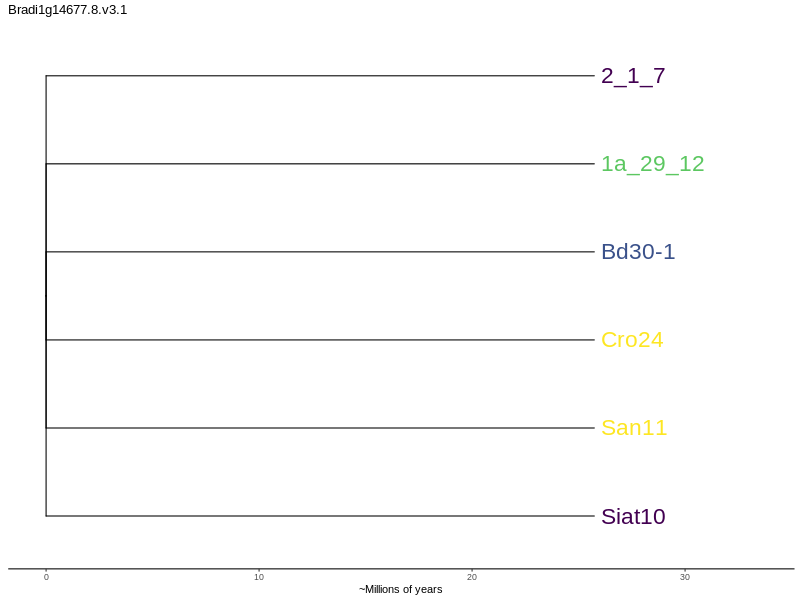 Bradi1g14677.8.v3.1
2_1_7
1a_29_12
Bd30-1
Cro24
San11
Siat10
0 10 20 30
~Millions of years